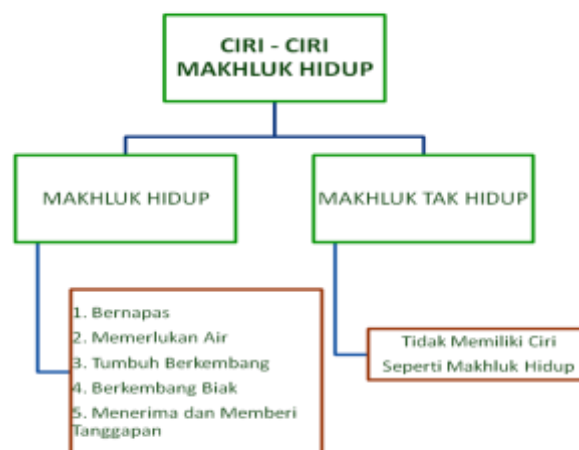 CIRI - CIRI
MAKHLUK HIDUP
MAKHLUK HIDUP
MAKHLUK TAK HIDUP
1. Bernapas
2. Memerlukan Air
3. Tumbuh Berkembang
4. Berkembang Biak
5. Menerima dan Memberi
Tanggapan
Tidak Memiliki Ciri
Seperti Makhluk Hidup